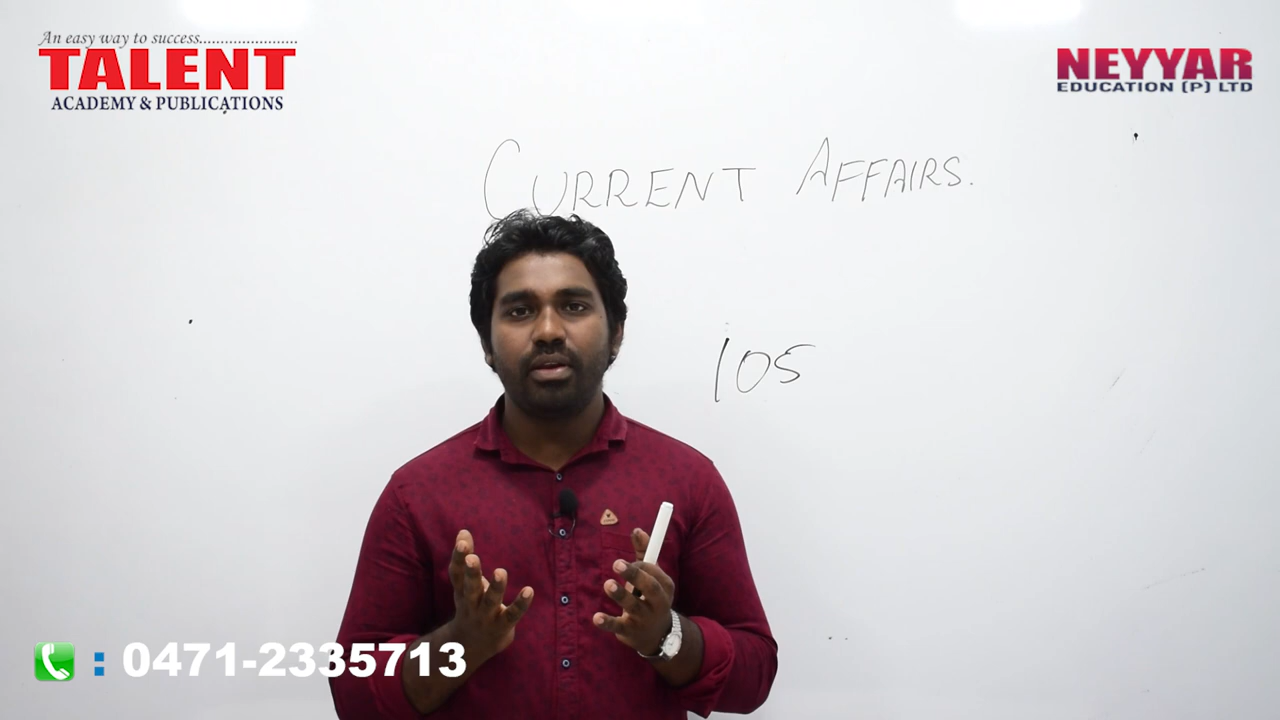 An easy way to success.......................
TALENT
ACADEMY & PUBLICATIONS
NEYYAR
EDUCATION (P) LTD
CURRENT AFFAIRS.
105
: 0471-2335713